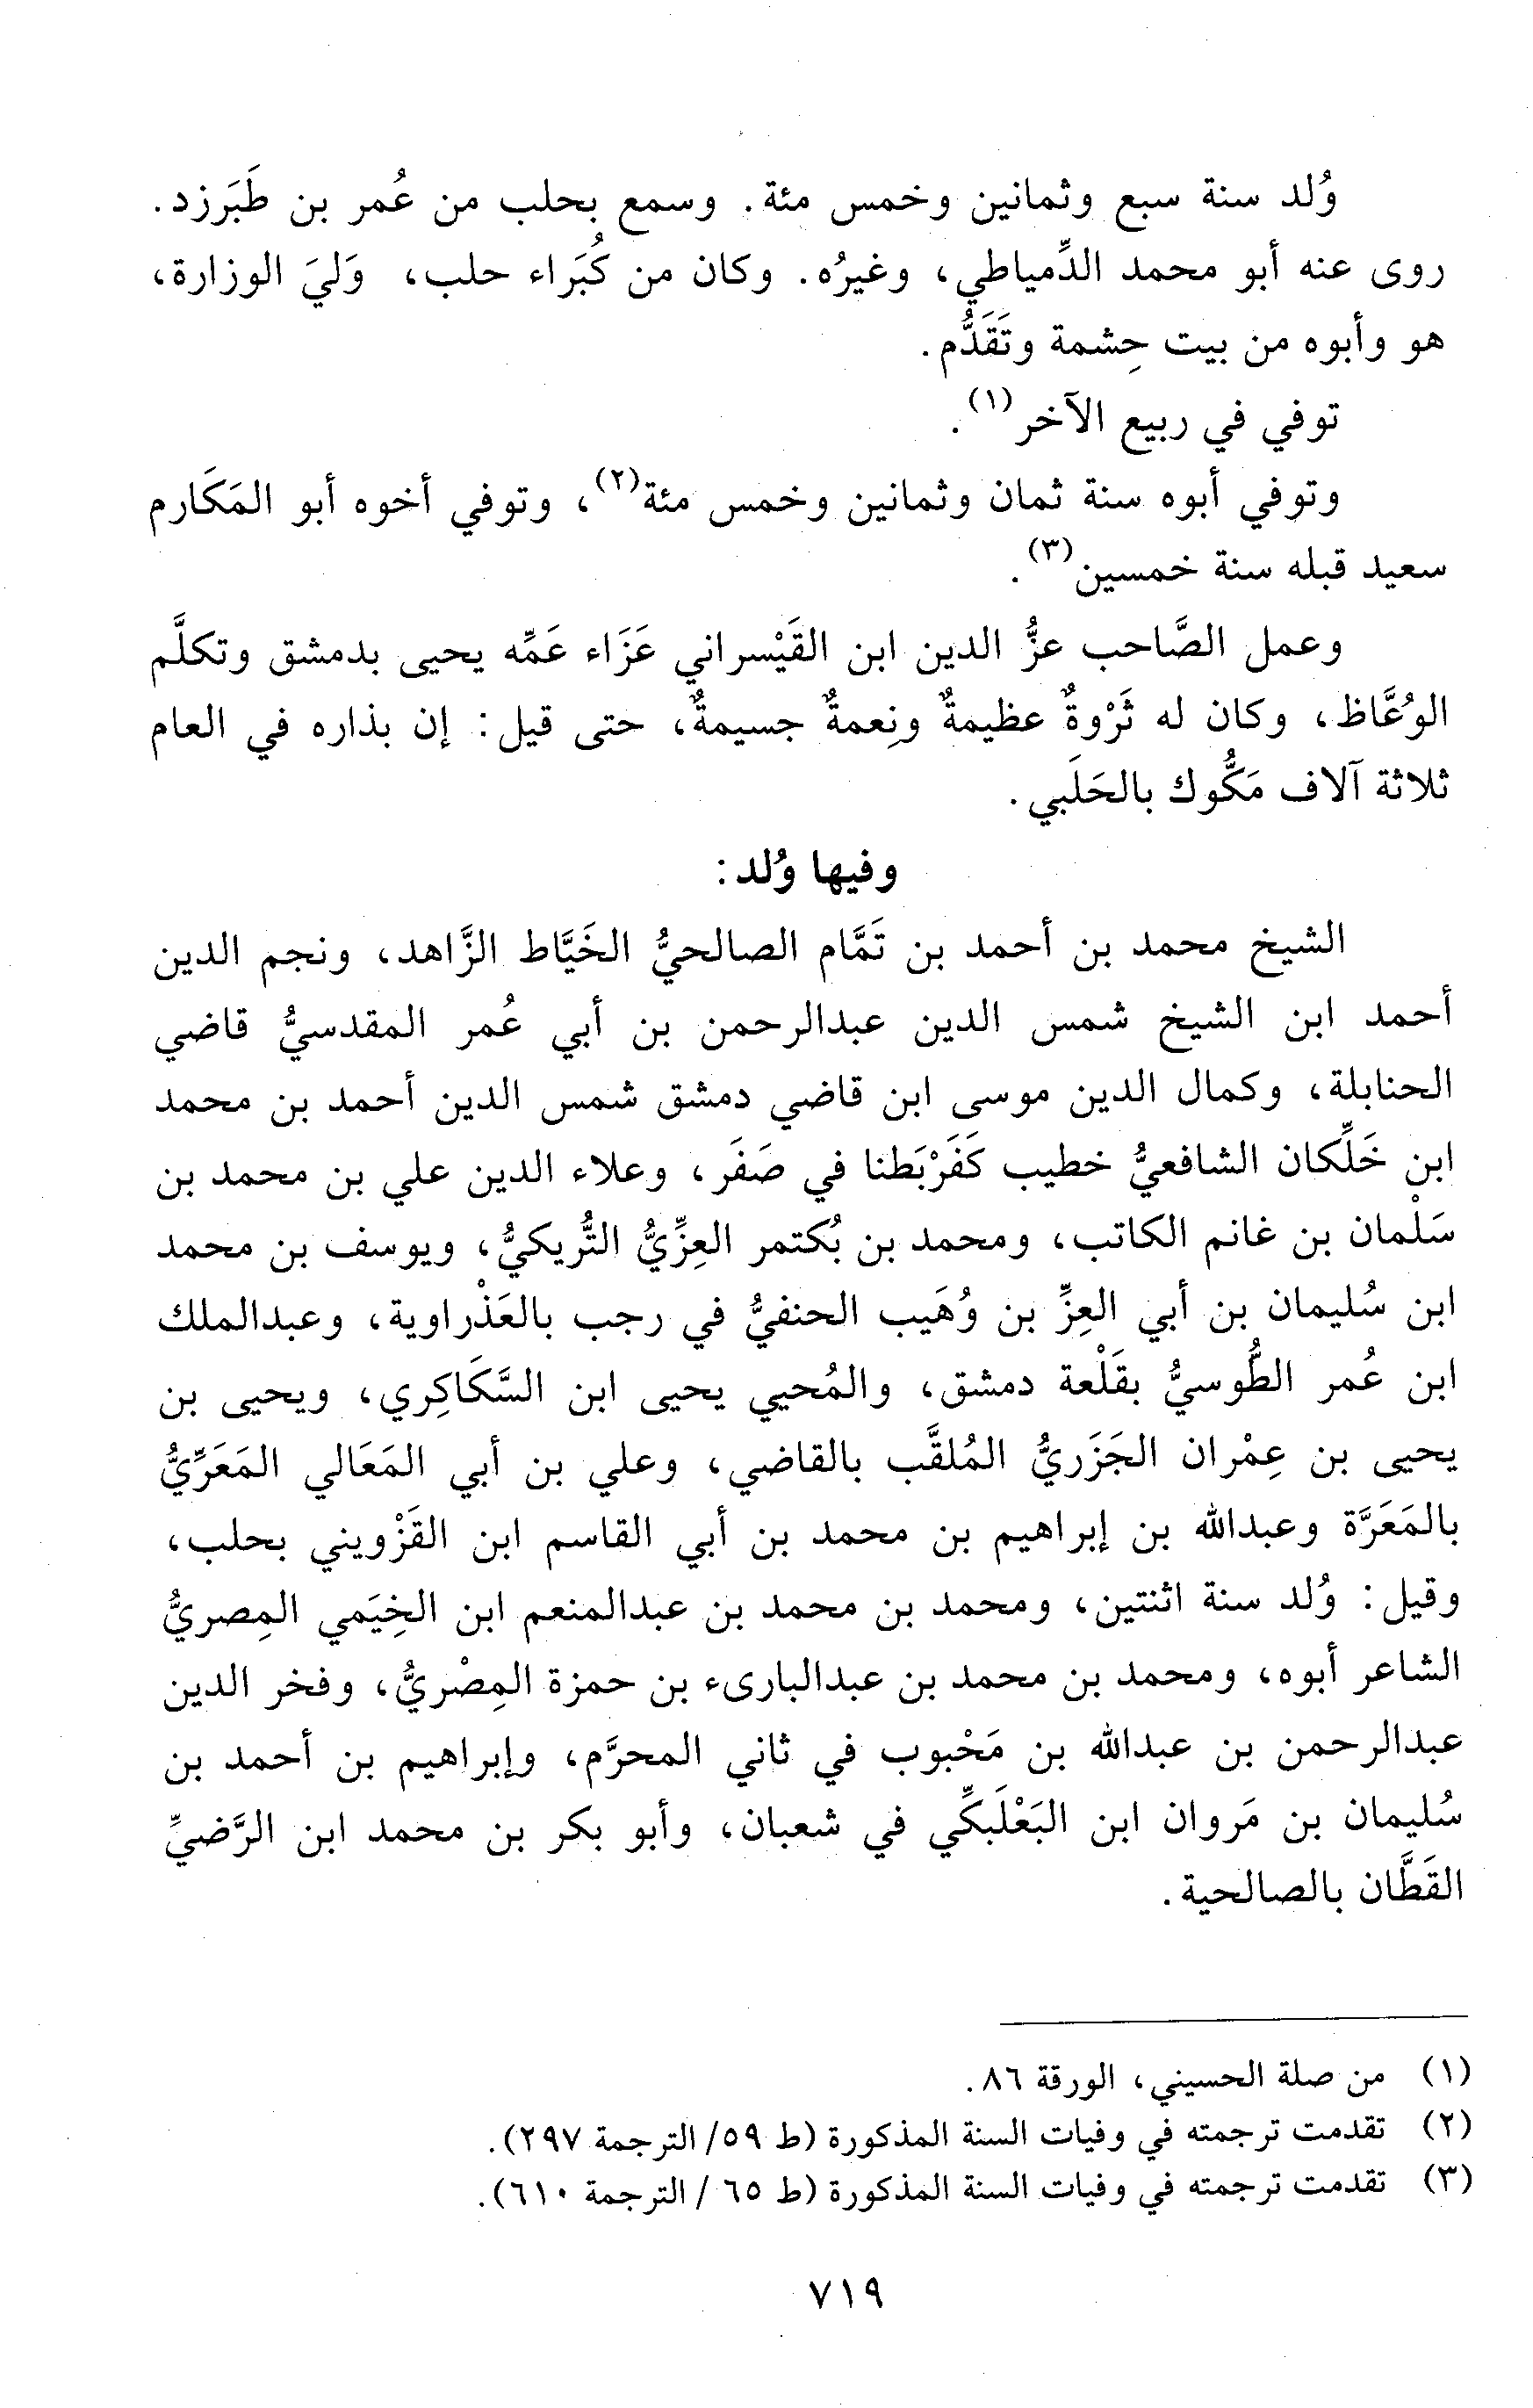 وُلد سنة سبع وثمانين وخمس مئة. وسمع بحلب من عُمر بن طَبَرزد.
روى عنه أبو محمد الدِّمياطي، وغيرُه. وكان من كُبَراء حلب، وَليَ الوزارة،
هو وأبوه من بيت حِشمة وتَقَدُّم.
توفي في ربيع الآخر(١).
وتوفي أبوه سنة ثمان وثمانين وخمس مئة(٢)، وتوفي أخوه أبو المَكَارم
سعيد قبله سنة خمسين(٣).
وعمل الصَّاحب عزُّ الدين ابن القَيْسراني عَزَاء عَمِّه يحيى بدمشق وتكلَّم
الوُعَّاظ، وكان له ثَرْوةٌ عظيمةٌ ونِعمةٌ جسيمةٌ، حتى قيل: إن بذاره في العام
ثلاثة آلاف مَكُّوك بالحَلَبي.
وفيها وُلد:
الشيخ محمد بن أحمد بن تَمَّام الصالحيُّ الخَيَّاط الزَّاهد، ونجم الدين
أحمد ابن الشيخ شمس الدين عبدالرحمن بن أبي عُمر المقدسيُّ قاضي
الحنابلة، وكمال الدين موسى ابن قاضي دمشق شمس الدين أحمد بن محمد
ابن خَلِّكان الشافعيُّ خطيب كَفَرْبَطنا في صَفَر، وعلاء الدين علي بن محمد بن
سَلْمان بن غانم الكاتب، ومحمد بن بُكتمر العِزِّيُّ التُّريكيُّ، ويوسف بن محمد
ابن سُليمان بن أبي العِزِّ بن وُهَيب الحنفيُّ في رجب بالعَذْراوية، وعبدالملك
ابن عُمر الطُّوسيُّ بقَلْعة دمشق، والمُحيي يحيى ابن السَّكَاكِري، ويحيى بن
يحيى بن عِمْران الجَزَريُّ المُلقَّب بالقاضي، وعلي بن أبي المَعَالي المَعَرِّيُّ
بالمَعَرَّة وعبدالله بن إبراهيم بن محمد بن أبي القاسم ابن القَزْويني بحلب،
وقيل: وُلد سنة اثنتين، ومحمد بن محمد بن عبدالمنعم ابن الخِيَمي المِصريُّ
الشاعر أبوه، ومحمد بن محمد بن عبدالبارىء بن حمزة المِصْريُّ، وفخر الدين
عبدالرحمن بن عبدالله بن مَحْبوب في ثاني المحرَّم، وإبراهيم بن أحمد بن
سُليمان بن مَروان ابن البَعْلَبكِّي في شعبان، وأبو بكر بن محمد ابن الرَّضيِّ
القَطَّان بالصالحية.
(١) من صلة الحسيني، الورقة ٨٦.
(٢) تقدمت ترجمته في وفيات السنة المذكورة (ط ٥٩/ الترجمة ٢٩٧).
(٣) تقدمت ترجمته في وفيات السنة المذكورة (ط ٦٥ / الترجمة ٦١٠).
٧١٩